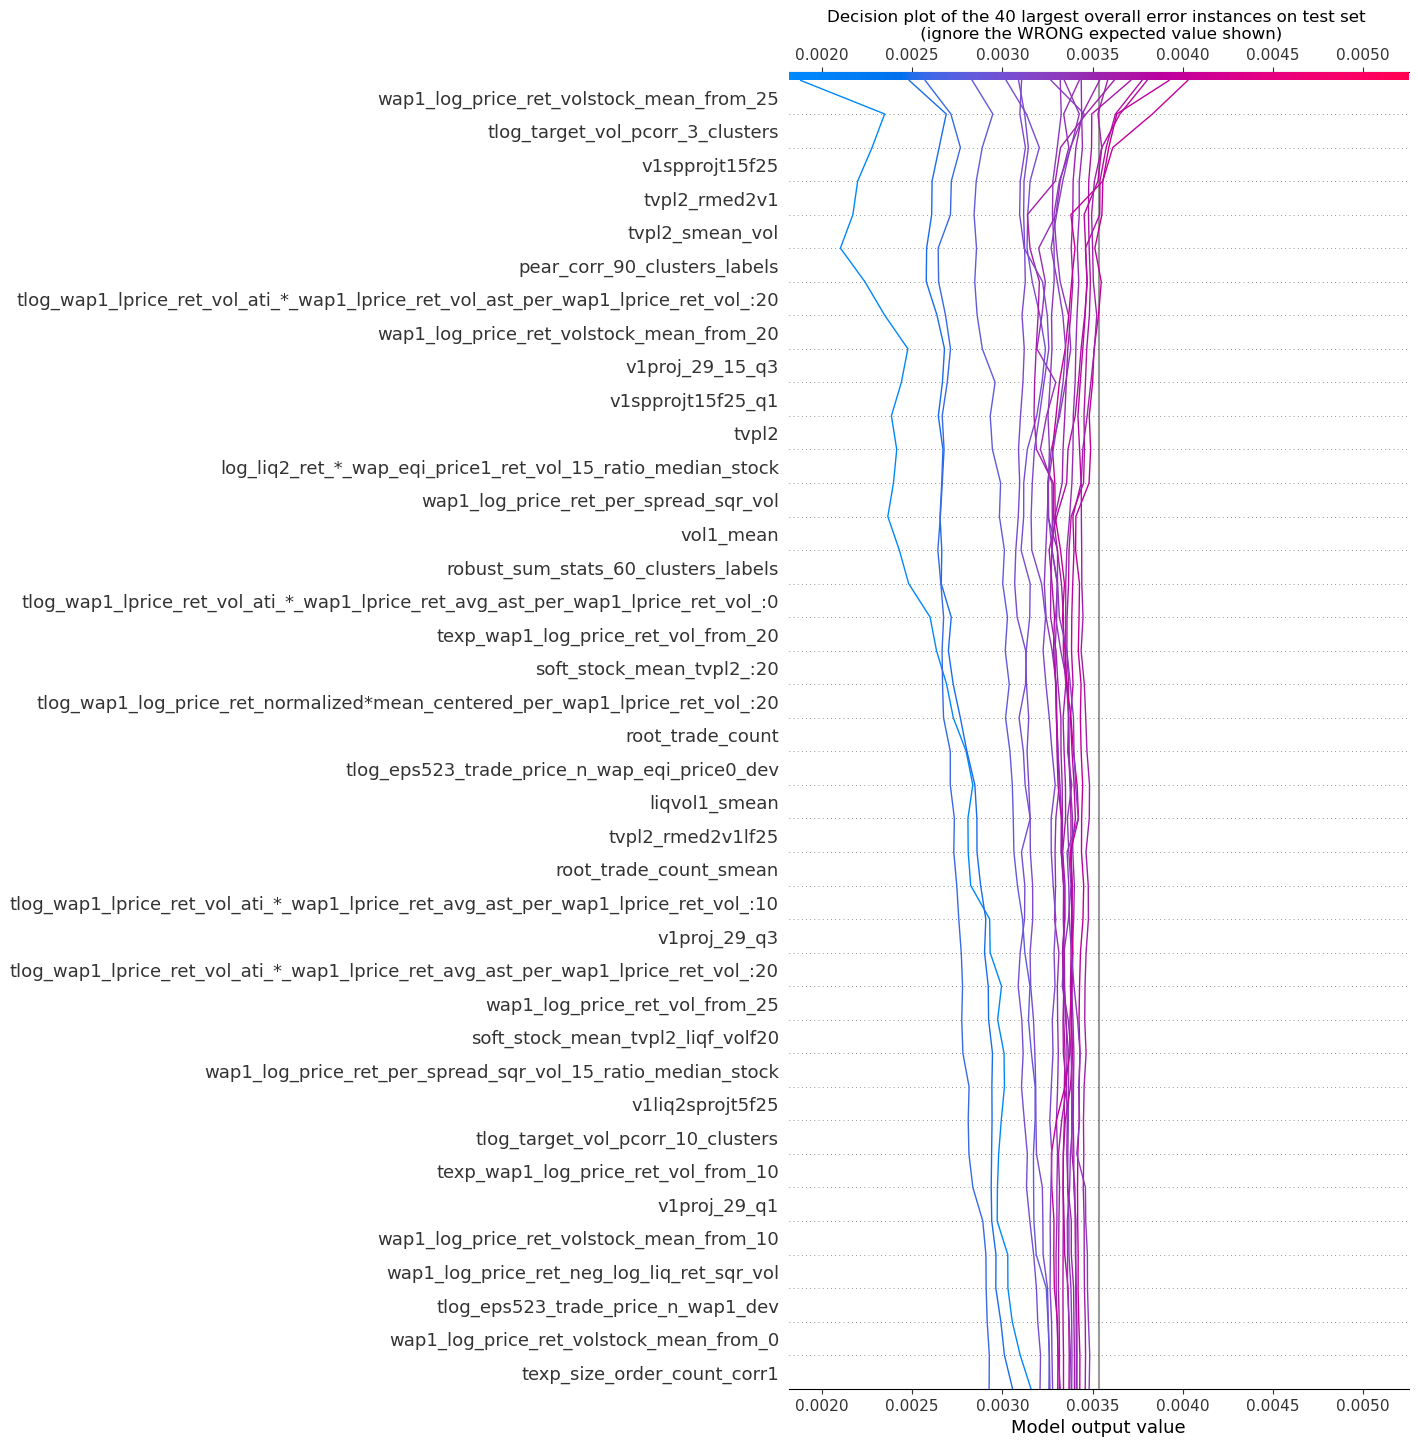 Decision plot of the 40 largest overall error instances on test set
(ignore the WRONG expected value shown)
0.0020 0.0025 0.0030 0.0035 0.0040 0.0045 0.0050
wap1_log_price_ret_volstock_mean_from_25
tlog_target_vol_pcorr_3_clusters
v1spprojt15f25
tvpl2_rmed2v1
tvpl2_smean_vol
pear_corr_90_clusters_labels
tlog_wap1_lprice_ret_vol_ati_*_wap1_lprice_ret_vol_ast_per_wap1_lprice_ret_vol_:20
wap1_log_price_ret_volstock_mean_from_20
v1proj_29_15_q3
v1spprojt15f25_q1
tvpl2
log_liq2_ret_*_wap_eqi_price1_ret_vol_15_ratio_median_stock
wap1_log_price_ret_per_spread_sqr_vol
vol1_mean
robust_sum_stats_60_clusters_labels
tlog_wap1_lprice_ret_vol_ati_*_wap1_lprice_ret_avg_ast_per_wap1_lprice_ret_vol_:0
texp_wap1_log_price_ret_vol_from_20
soft_stock_mean_tvpl2_:20
tlog_wap1_log_price_ret_normalized*mean_centered_per_wap1_lprice_ret_vol_:20
root_trade_count
tlog_eps523_trade_price_n_wap_eqi_price0_dev
liqvol1_smean
tvpl2_rmed2v1lf25
root_trade_count_smean
tlog_wap1_lprice_ret_vol_ati_*_wap1_lprice_ret_avg_ast_per_wap1_lprice_ret_vol_:10
v1proj_29_q3
tlog_wap1_lprice_ret_vol_ati_*_wap1_lprice_ret_avg_ast_per_wap1_lprice_ret_vol_:20
wap1_log_price_ret_vol_from_25
soft_stock_mean_tvpl2_liqf_volf20
wap1_log_price_ret_per_spread_sqr_vol_15_ratio_median_stock
v1liq2sprojt5f25
tlog_target_vol_pcorr_10_clusters
texp_wap1_log_price_ret_vol_from_10
v1proj_29_q1
wap1_log_price_ret_volstock_mean_from_10
wap1_log_price_ret_neg_log_liq_ret_sqr_vol
tlog_eps523_trade_price_n_wap1_dev
wap1_log_price_ret_volstock_mean_from_0
texp_size_order_count_corr1
0.0020 0.0025 0.0030 0.0035 0.0040 0.0045 0.0050
Model output value